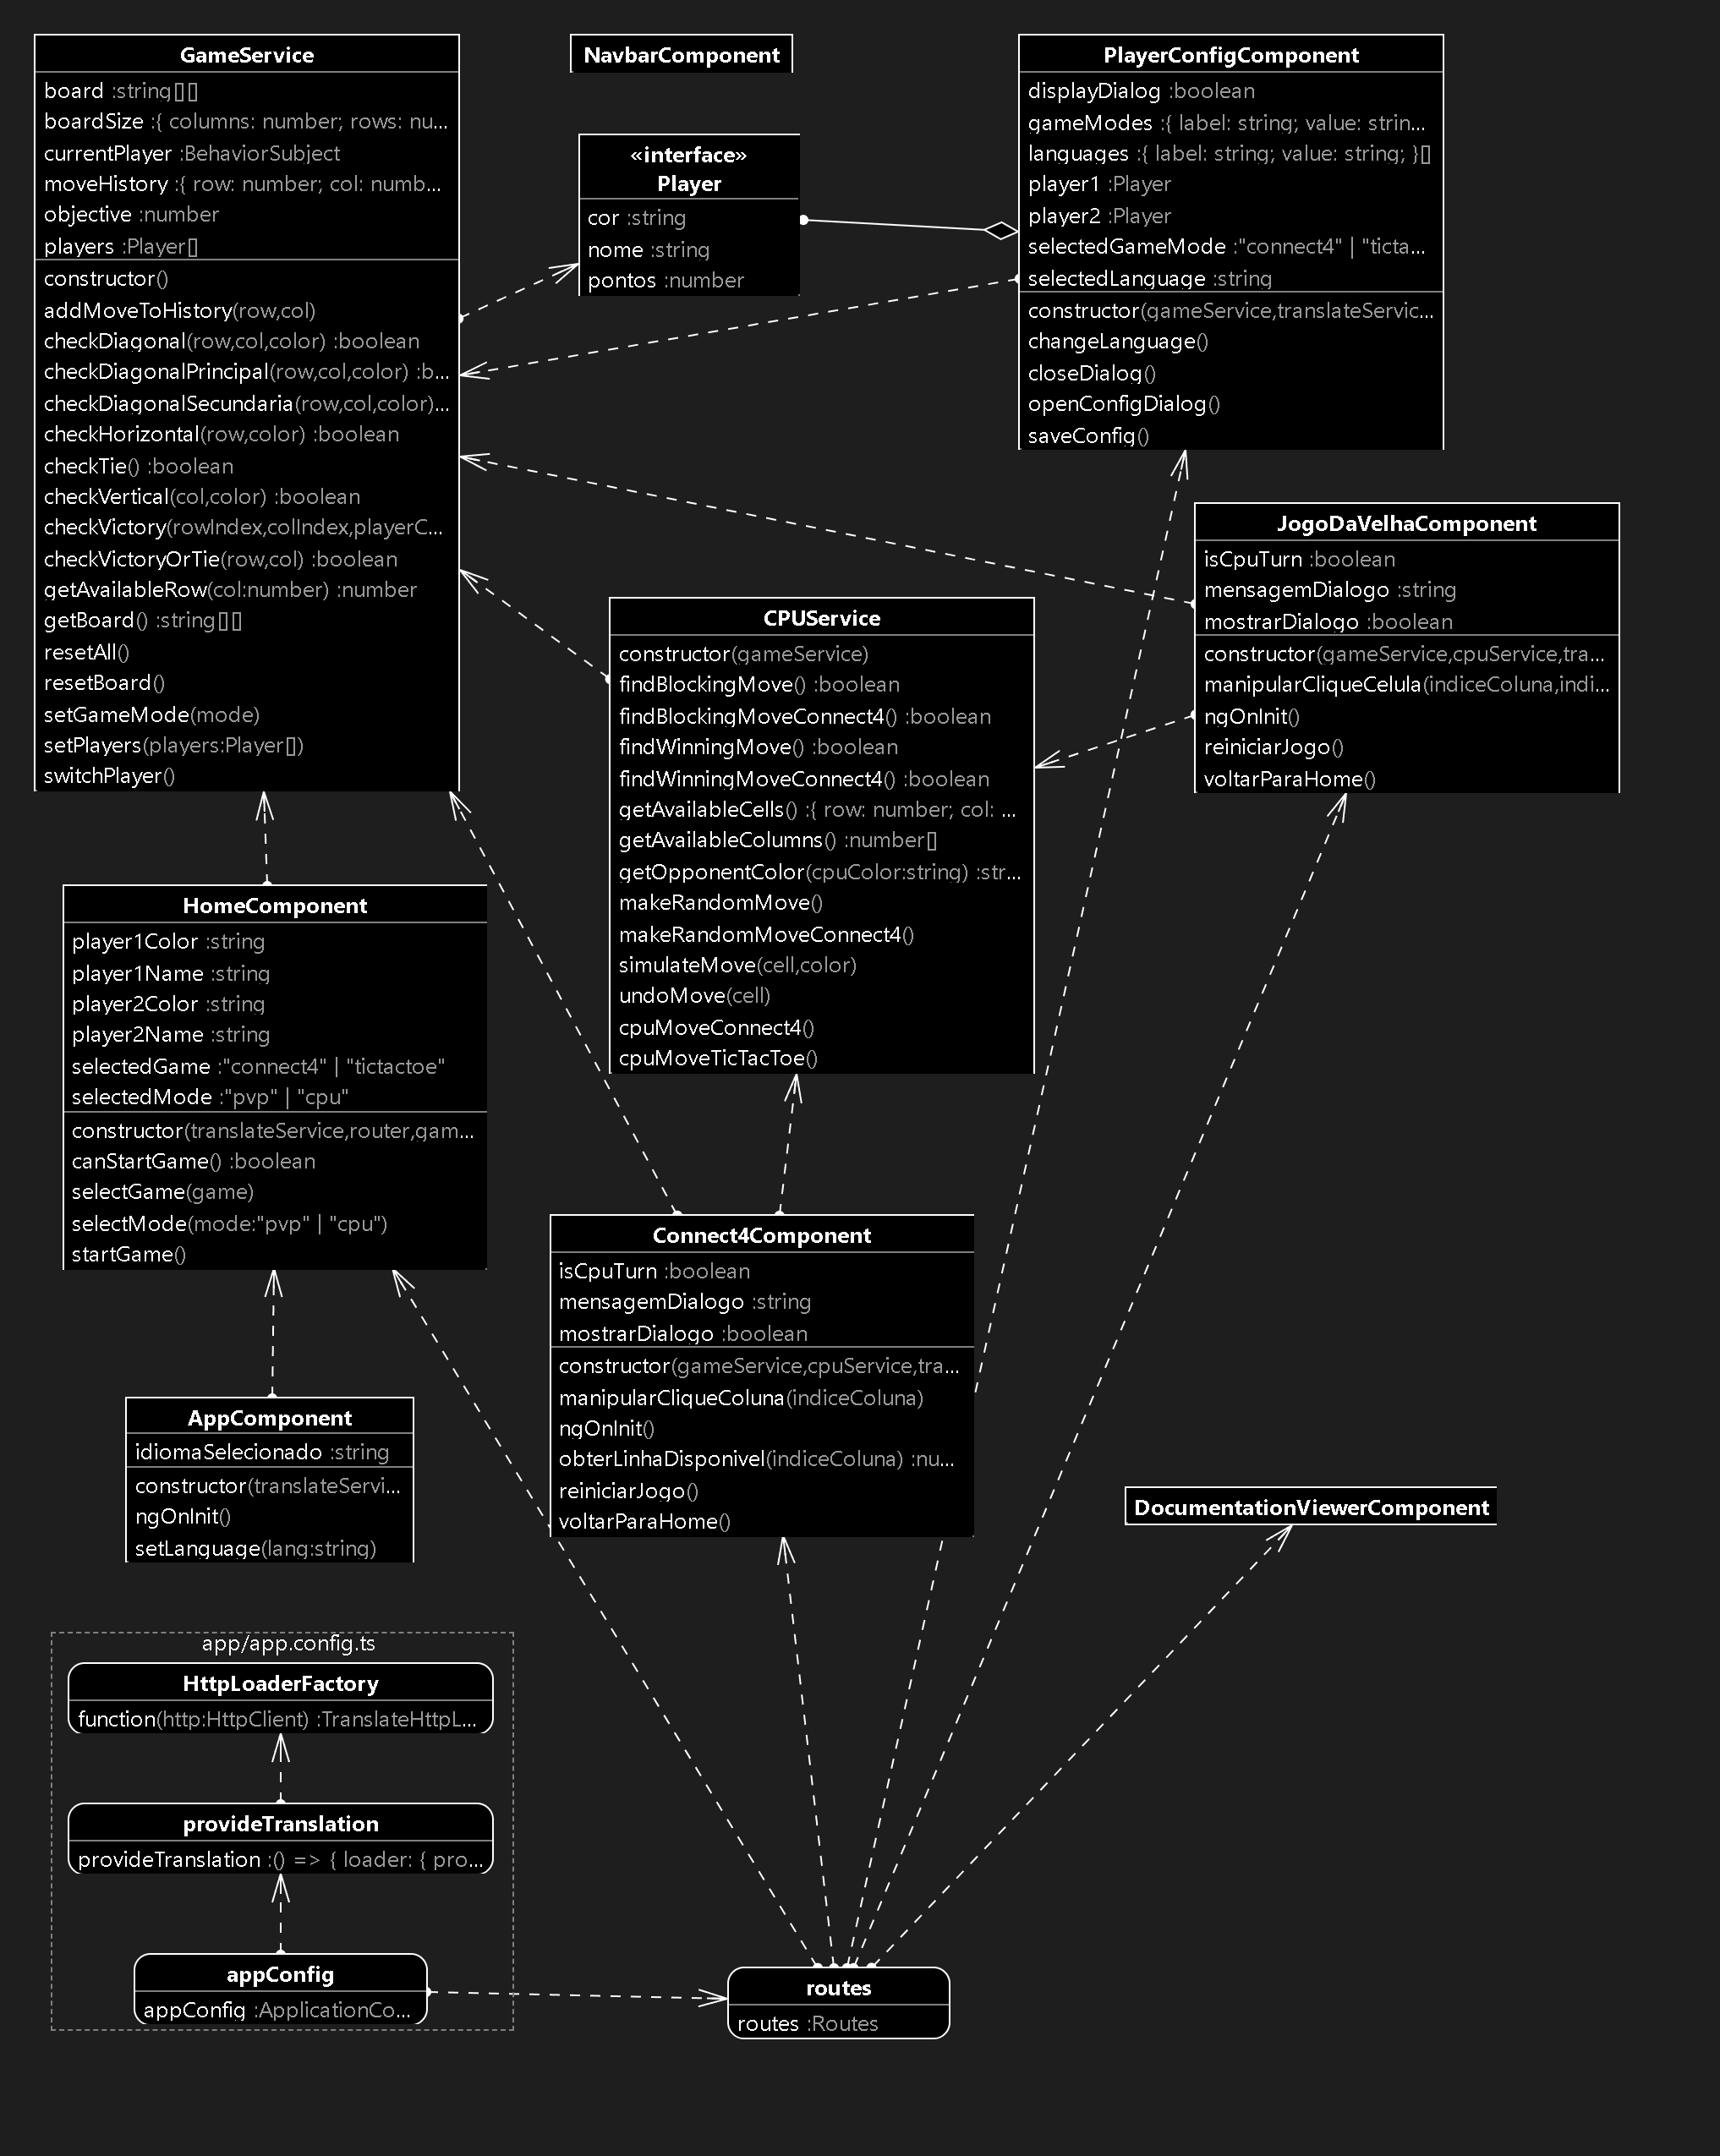 GameService
board :string[][]
boardSize :{ columns: number; rows: nu...
currentPlayer :BehaviorSubject
moveHistory :{ row: number; col: numb...
objective :number
players :Player[]
constructor()
addMoveToHistory(row,col)
checkDiagonal(row,col,color) :boolean
checkDiagonalPrincipal(row,col,color) :b...
checkDiagonalSecundaria(row,col,color)...
checkHorizontal(row,color) :boolean
checkTie() :boolean
checkVertical(col,color) :boolean
checkVictory(rowIndex,colIndex,playerC...
checkVictoryOrTie(row,col) :boolean
getAvailableRow(col:number) :number
getBoard() :string[][]
resetAll()
resetBoard()
setGameMode(mode)
setPlayers(players:Player[])
switchPlayer()
NavbarComponent
«interface»
Player
cor :string
nome :string
pontos :number
PlayerConfigComponent
displayDialog :boolean
gameModes :{ label: string; value: strin...
languages :{ label: string; value: string; }[]
player1 :Player
player2 :Player
selectedGameMode :"connect4" | "ticta...
selectedLanguage :string
constructor(gameService,translateServic...
changeLanguage()
closeDialog()
openConfigDialog()
saveConfig()
JogoDaVelhaComponent
isCpuTurn :boolean
mensagemDialogo :string
mostrarDialogo :boolean
constructor(gameService,cpuService,tra...
manipularCliqueCelula(indiceColuna,indi...
ngOnInit()
reiniciarJogo()
voltarParaHome()
CPUService
constructor(gameService)
findBlockingMove() :boolean
findBlockingMoveConnect4() :boolean
findWinningMove() :boolean
findWinningMoveConnect4() :boolean
getAvailableCells() :{ row: number; col: ...
getAvailableColumns() :number[]
getOpponentColor(cpuColor:string) :str...
makeRandomMove()
makeRandomMoveConnect4()
simulateMove(cell,color)
undoMove(cell)
cpuMoveConnect4()
cpuMoveTicTacToe()
HomeComponent
player1Color :string
player1Name :string
player2Color :string
player2Name :string
selectedGame :"connect4" | "tictactoe"
selectedMode :"pvp" | "cpu"
constructor(translateService,router,gam...
canStartGame() :boolean
selectGame(game)
selectMode(mode:"pvp" | "cpu")
startGame()
Connect4Component
isCpuTurn :boolean
mensagemDialogo :string
mostrarDialogo :boolean
constructor(gameService,cpuService,tra...
manipularCliqueColuna(indiceColuna)
ngOnInit()
obterLinhaDisponivel(indiceColuna) :nu...
reiniciarJogo()
voltarParaHome()
AppComponent
idiomaSelecionado :string
constructor(translateServi...
ngOnInit()
setLanguage(lang:string)
DocumentationViewerComponent
app/app.config.ts
HttpLoaderFactory
function(http:HttpClient) :TranslateHttpL...
provideTranslation
provideTranslation :() => { loader: { pro...
appConfig
appConfig :ApplicationCo...
routes
routes :Routes